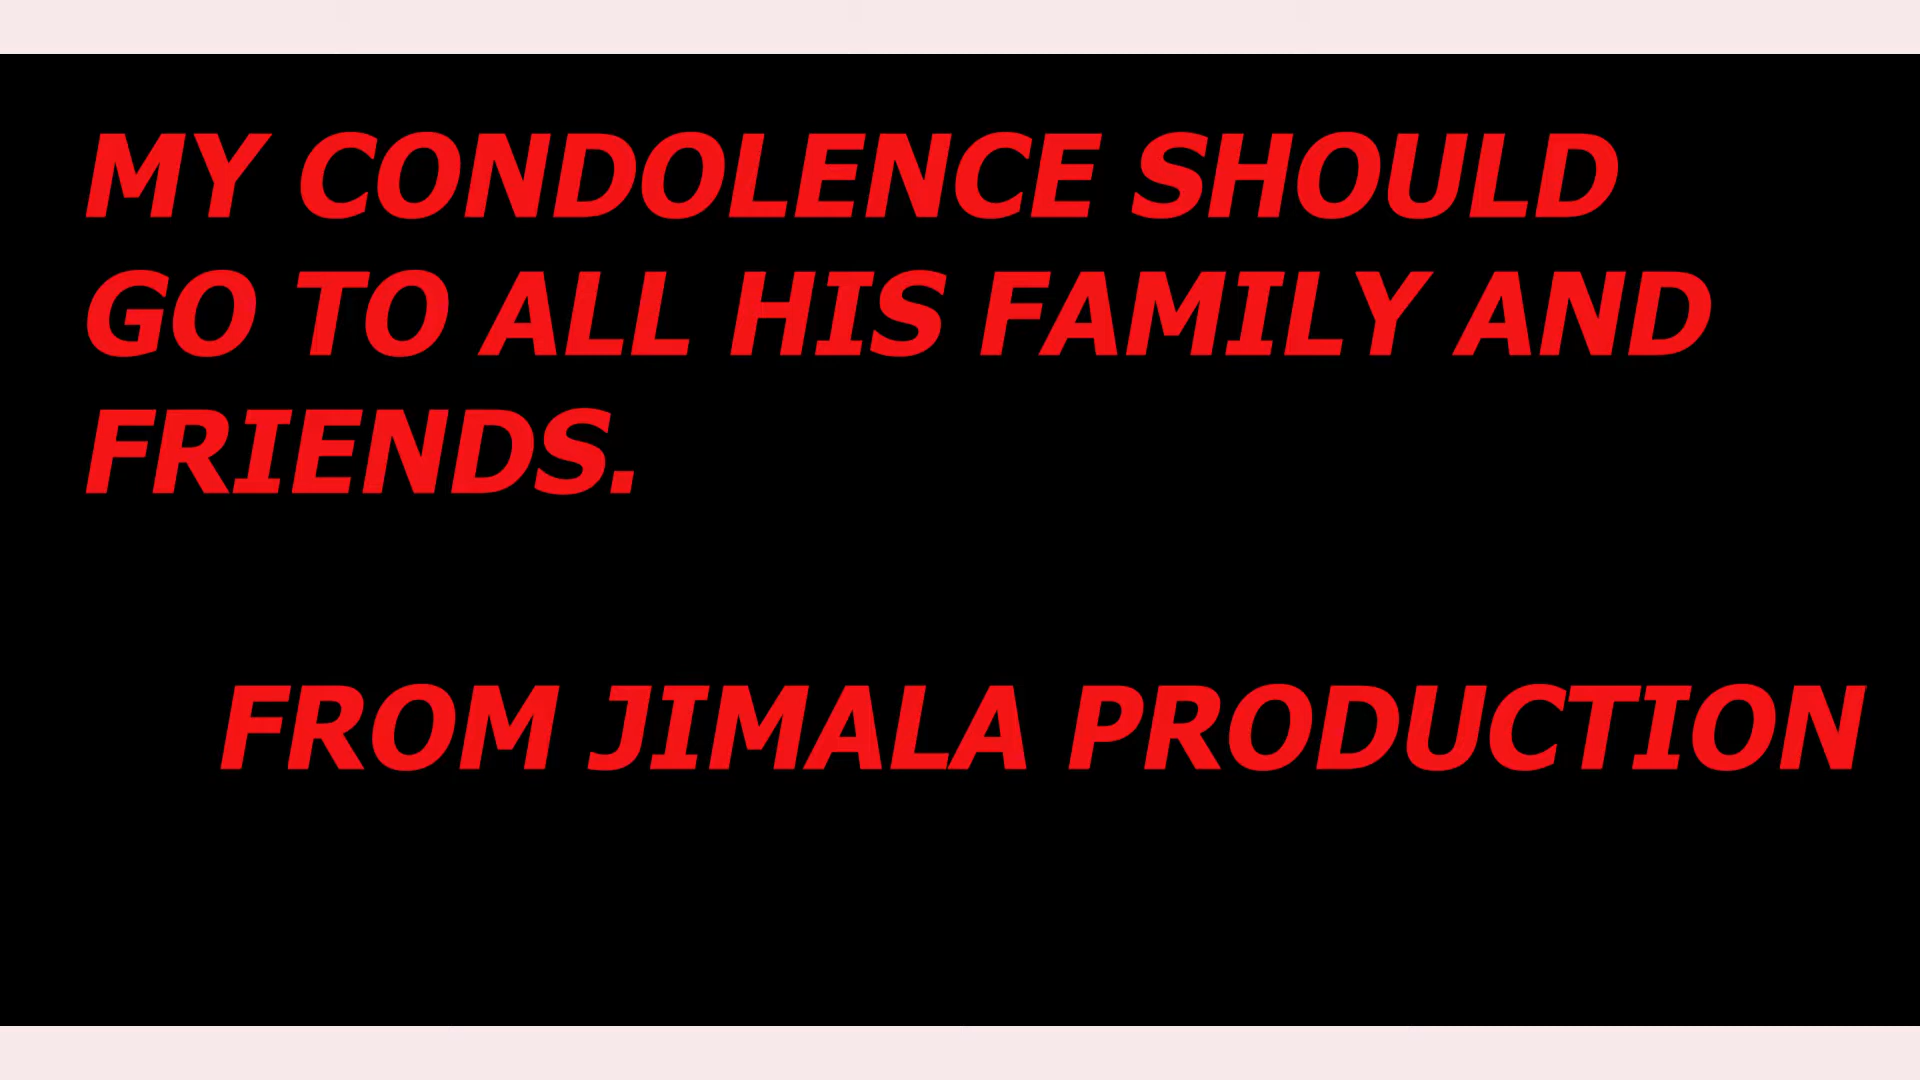 MY CONDOLENCE SHOULD
GO TO ALL HIS FAMILY AND
FRIENDS.
FROM JIMALA PRODUCTION